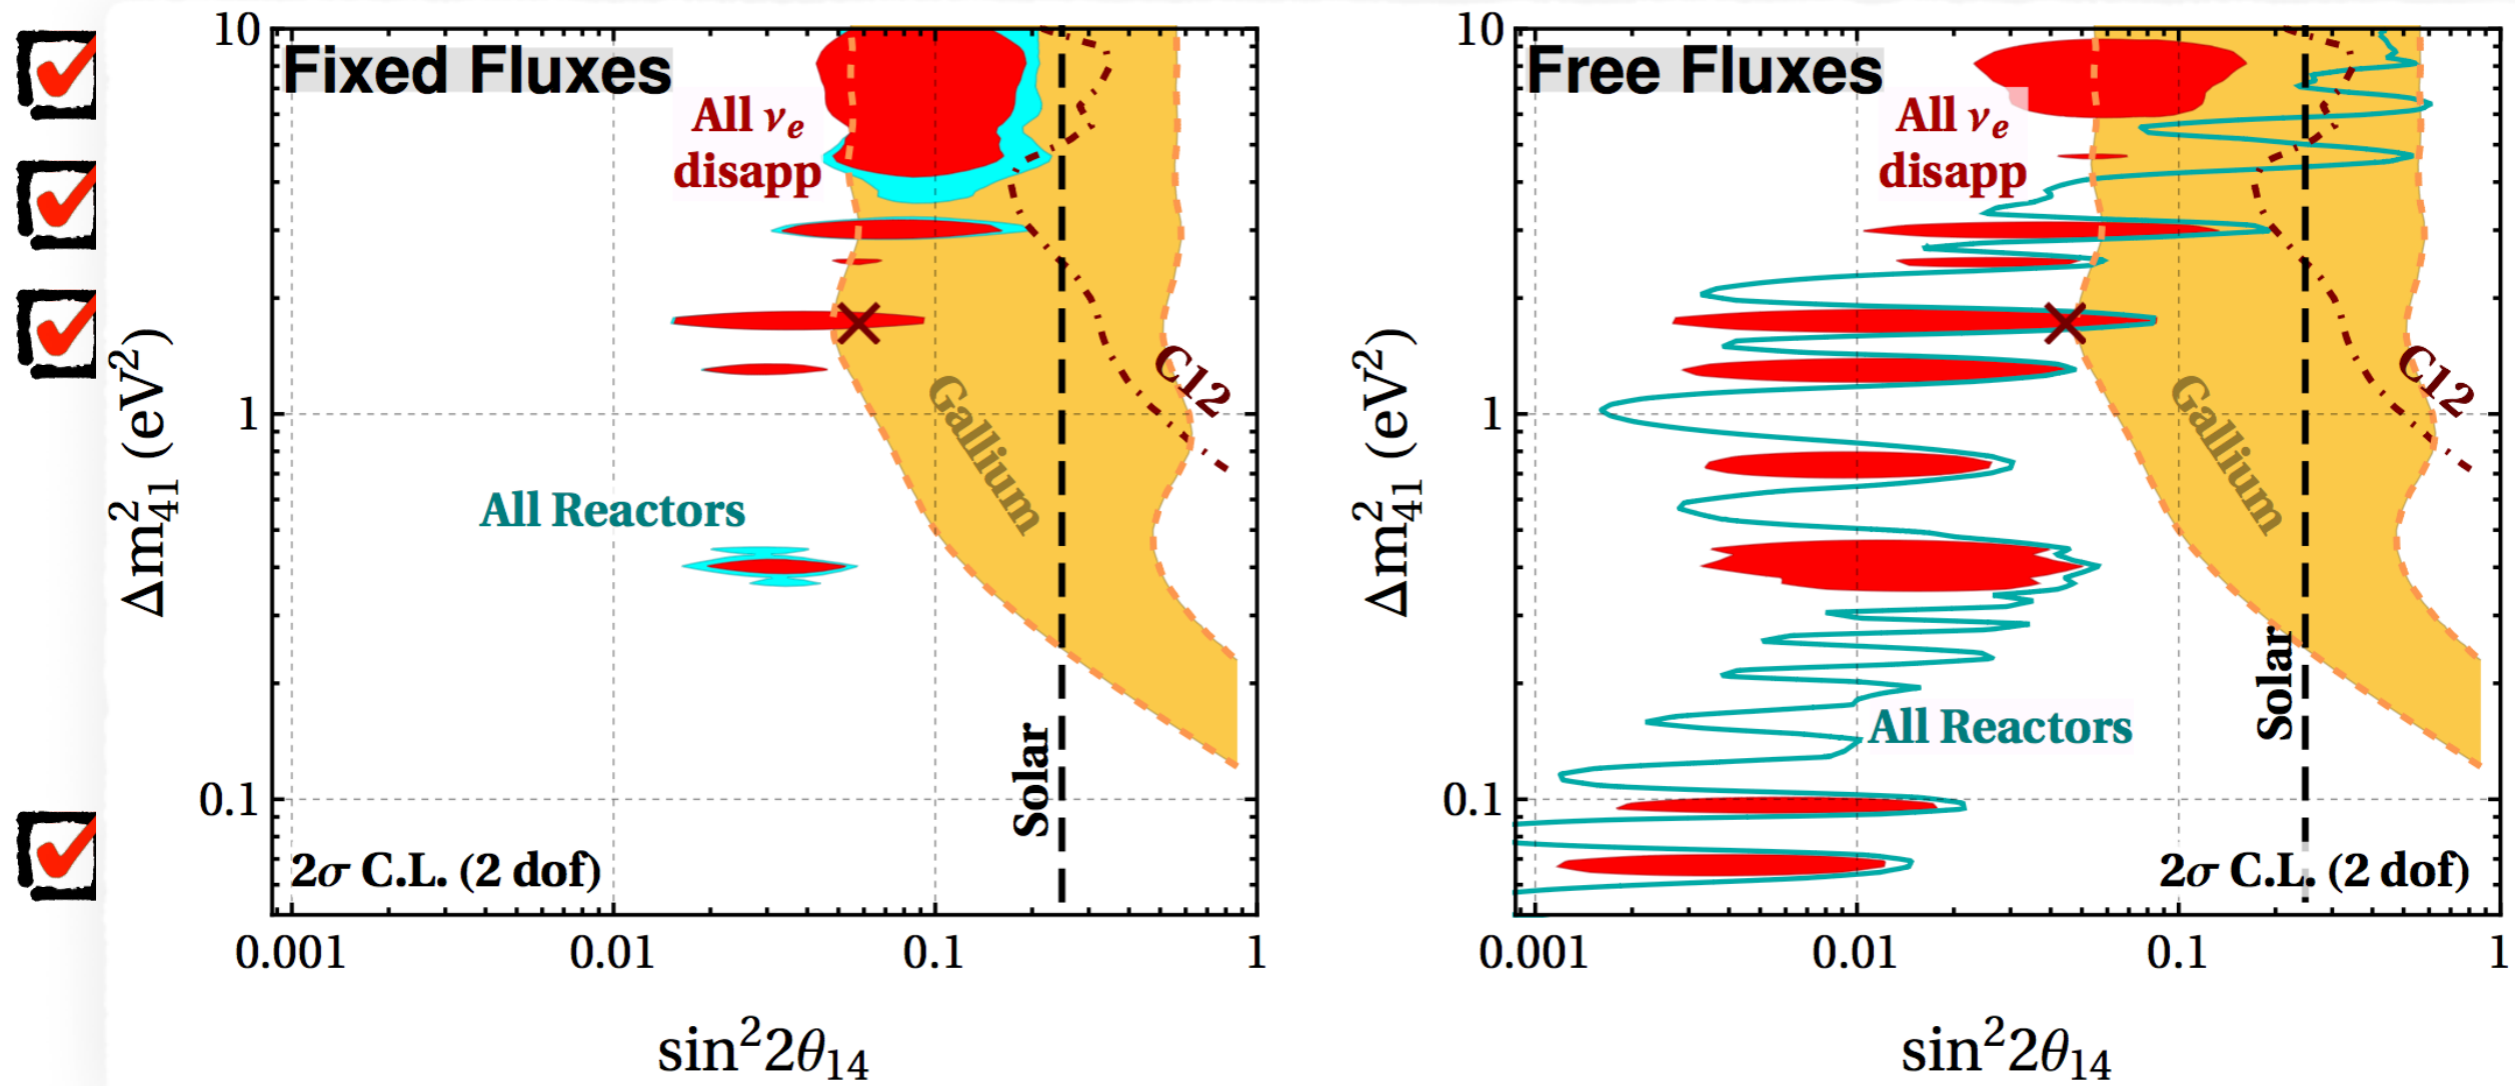 Fixed Fluxes
10
1
0.1
Δm²₄₁ (eV²)
All νₑ
disapp
C12
Gallium
All Reactors
Solar
2σ C.L. (2 dof)
0.001
0.01
0.1
1
sin²2θ₁₄
Free Fluxes
10
1
0.1
Δm²₄₁ (eV²)
All νₑ
disapp
C12
Gallium
Solar
All Reactors
2σ C.L. (2 dof)
0.001
0.01
0.1
1
sin²2θ₁₄